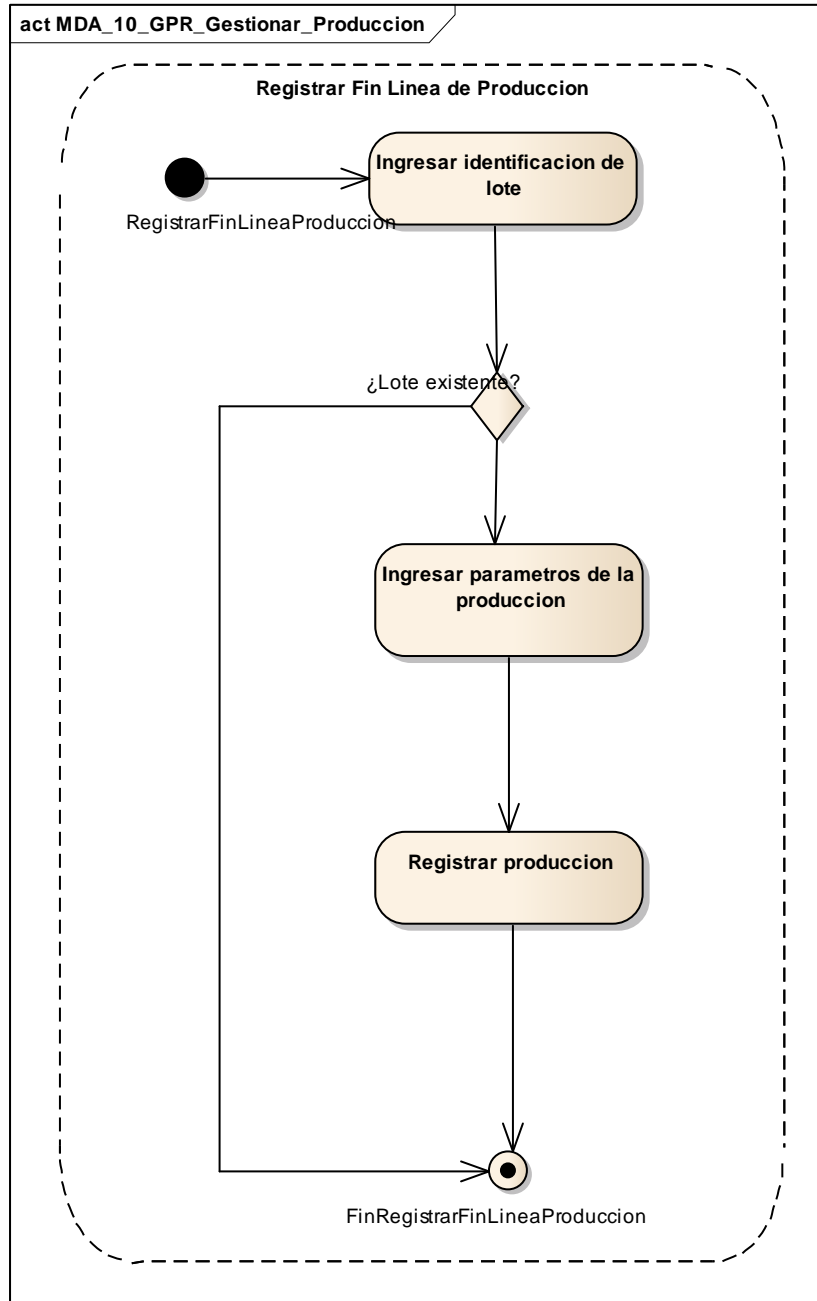 act MDA_10_GPR_Gestionar_Produccion
Registrar Fin Linea de Produccion
Ingresar identificacion de
lote
RegistrarFinLineaProduccion
¿Lote existente?
Ingresar parametros de la
produccion
Registrar produccion
FinRegistrarFinLineaProduccion